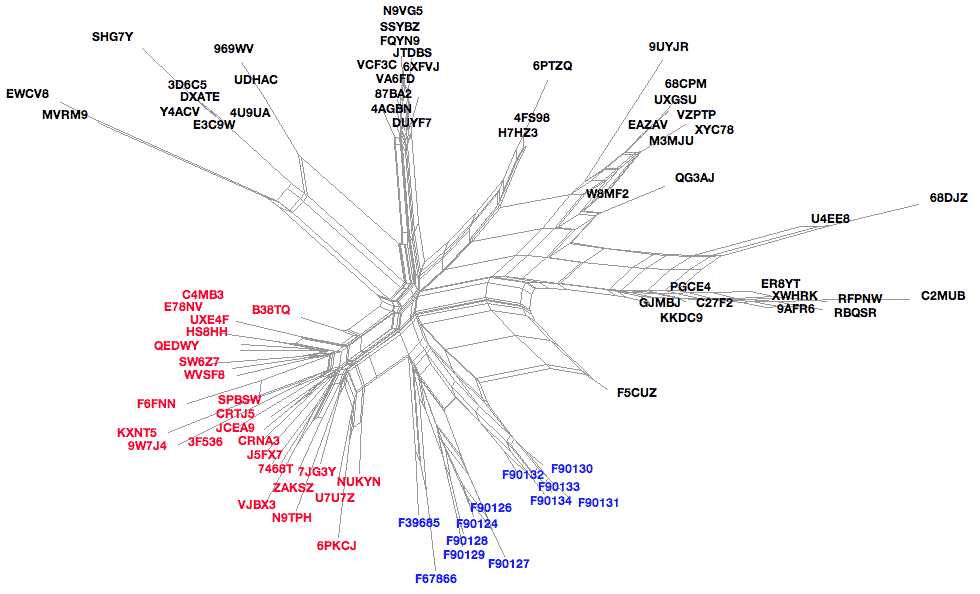 N9VG5
SSYBZ
FQYN9
JTDBS
VCF3C
6XFVJ
VA6FD
87BA2
4AGBN
DUYF7
SHG7Y
969WV
UDHAC
3D6C5
DXATE
Y4ACV
4U9UA
E3C9W
EWCV8
MVRM9
6PTZQ
4FS98
H7HZ3
9UYJR
68CPM
UXGSU
VZPTP
EAZAV
XYC78
M3MJU
QG3AJ
W8MF2
68DJZ
U4EE8
PGCE4
ER8YT
XWHRK
RFPNW
C2MUB
GJMBJ
C27F2
9AFR6
RBQSR
KKDC9
F5CUZ
C4MB3
E78NV
B38TQ
UXE4F
HS8HH
QEDWY
SW6Z7
WVSF8
F6FNN
SPBSW
CRTJ5
JCEA9
KXNT5
9W7J4
3F536
CRNA3
J5FX7
7468T
7JG3Y
NUKYN
ZAKSZ
U7U7Z
VJBX3
N9TPH
6PKCJ
F90132
F90130
F90133
F90134
F90131
F90126
F39685
F90124
F90128
F90129
F90127
F67866